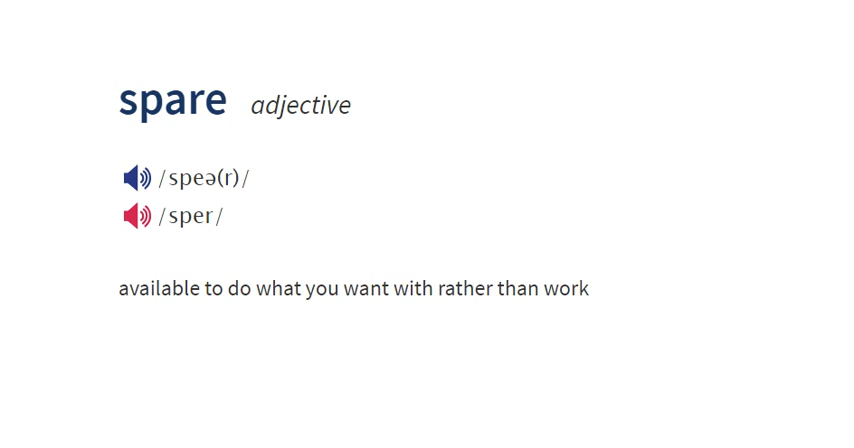 spare adjective
/speə(r)/
/sper/
available to do what you want with rather than work